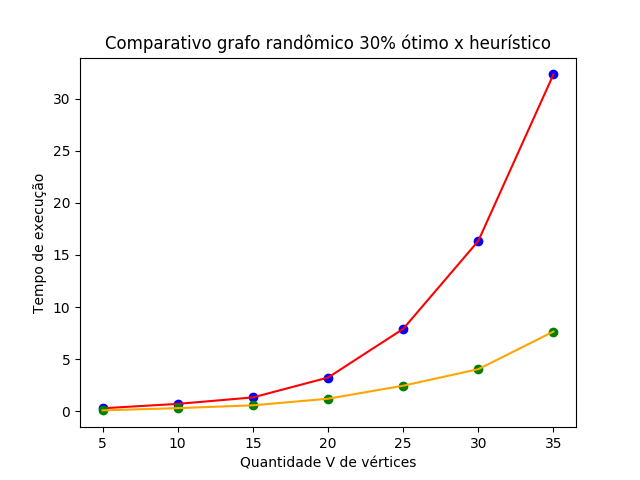 Comparativo grafo randômico 30% ótimo x heurístico
Tempo de execução
30
25
20
15
10
5
0
5 10 15 20 25 30 35
Quantidade V de vértices